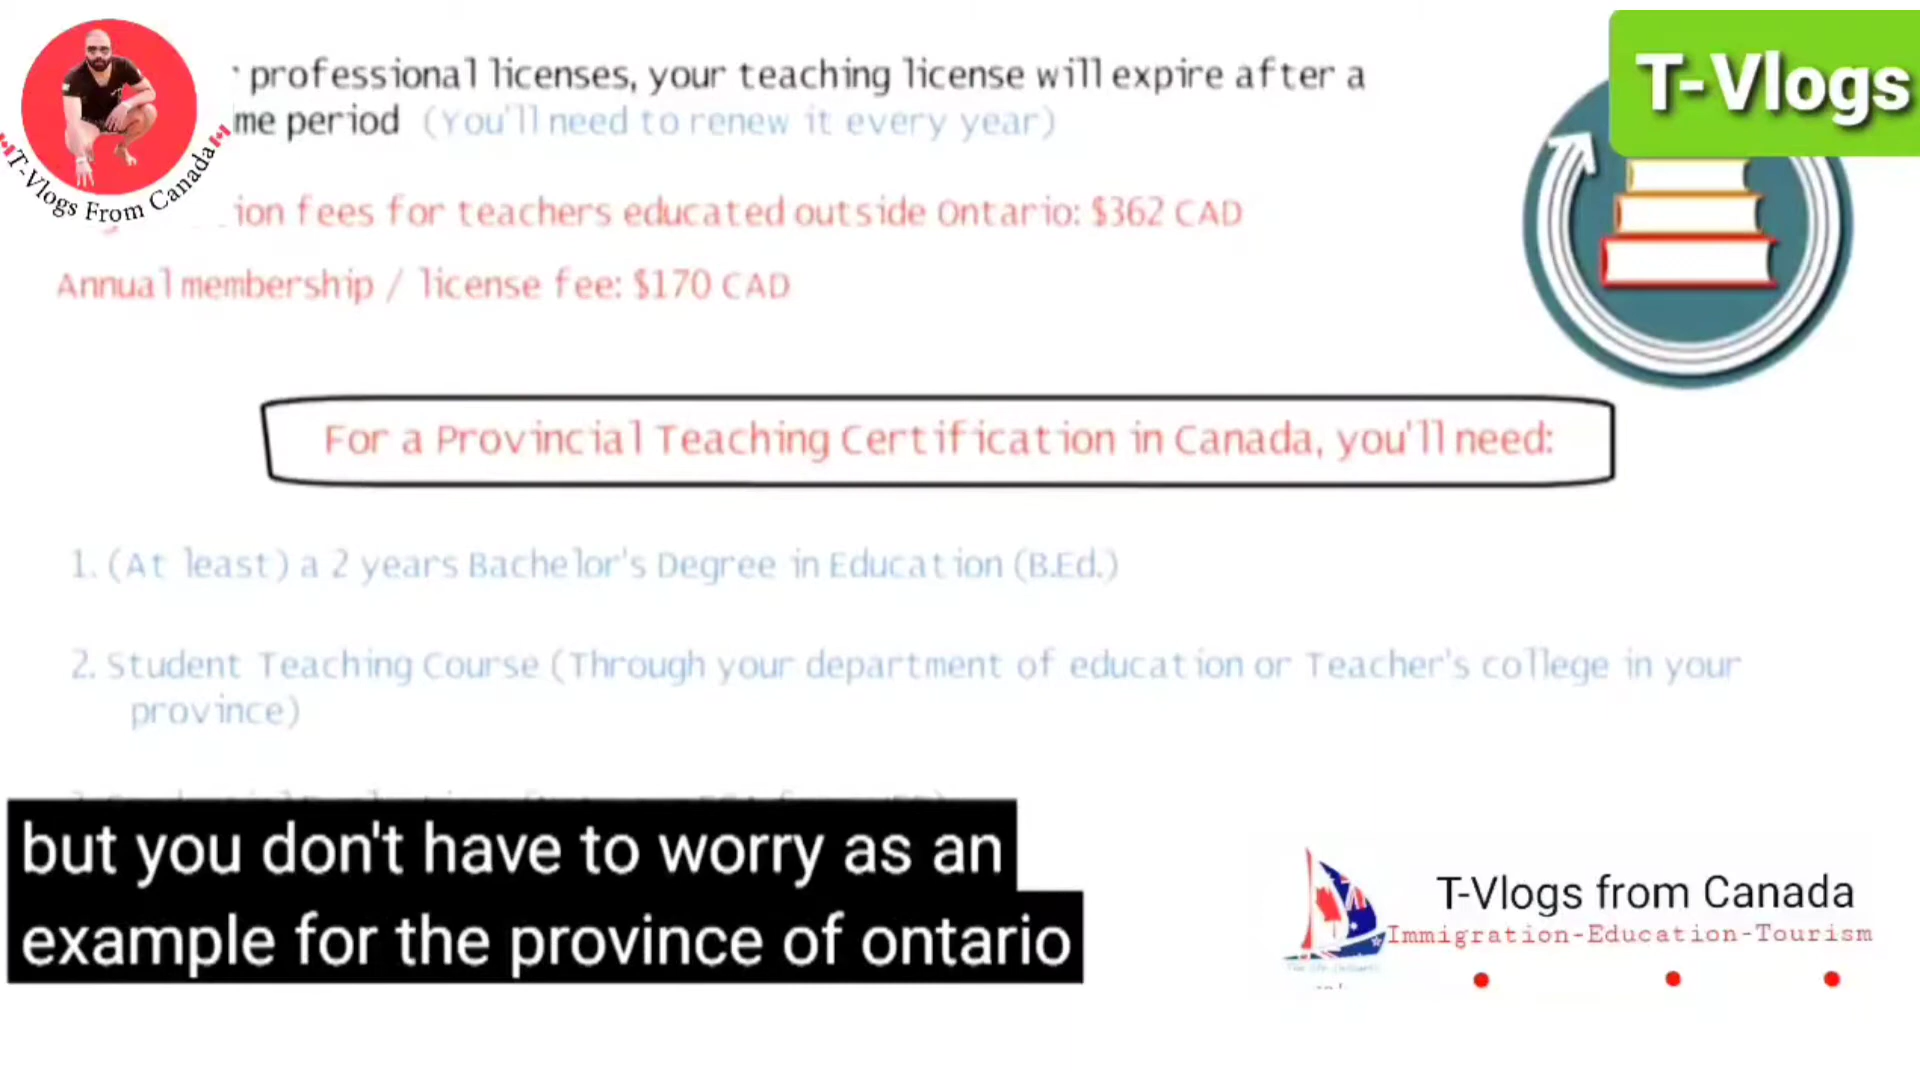 professional licenses, your teaching license will expire after a
me period (You'll need to renew it every year)
ion fees for teachers educated outside Ontario: $362 CAD
Annual membership / license fee: $170 CAD
T-Vlogs
T-Vlogs From Canada
For a Provincial Teaching Certification in Canada, you'll need:
1. (At least) a 2 years Bachelor's Degree in Education (B.Ed.)
2. Student Teaching Course (Through your department of education or Teacher's college in your
province)
but you don't have to worry as an
example for the province of ontario
T-Vlogs from Canada
Immigration-Education-Tourism